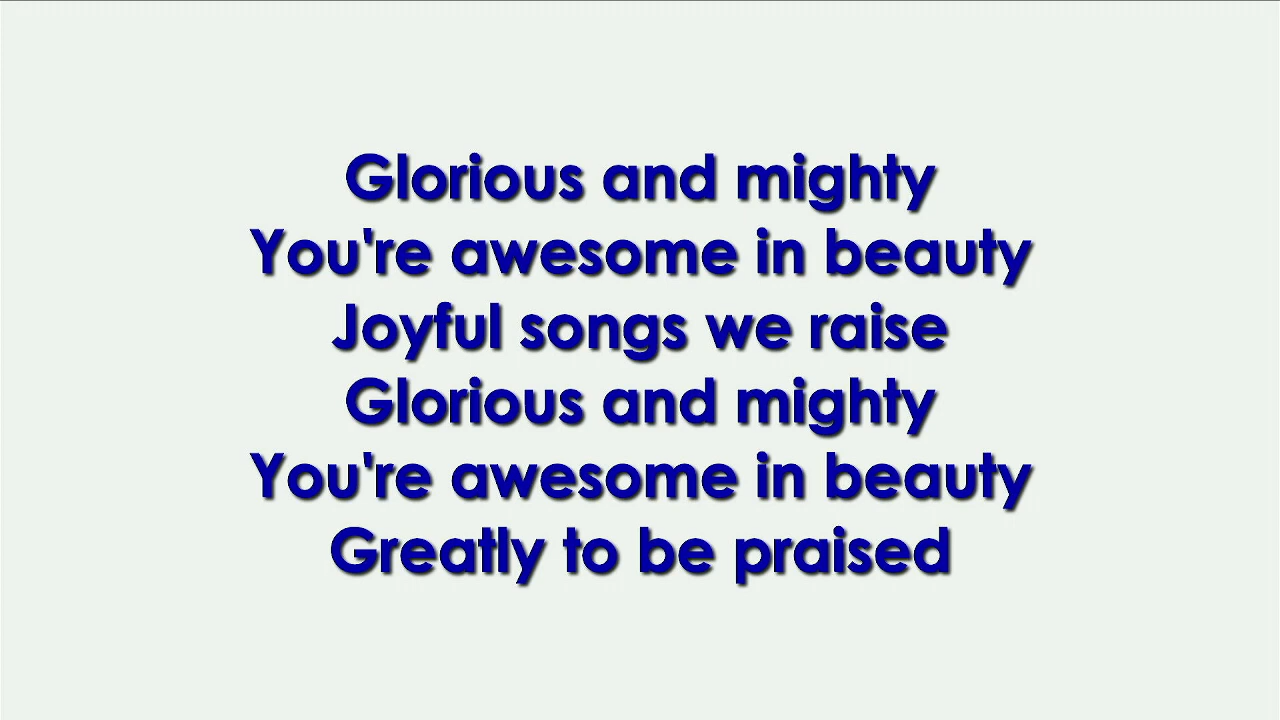 Glorious and mighty
You're awesome in beauty
Joyful songs we raise
Glorious and mighty
You're awesome in beauty
Greatly to be praised